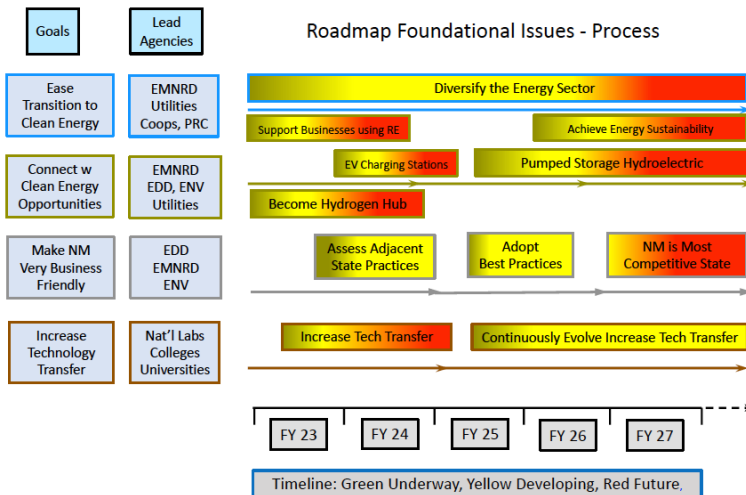 Goals
Lead
Agencies
Roadmap Foundational Issues - Process
Ease
Transition to
Clean Energy
EMNRD
Utilities
Coops, PRC
Diversify the Energy Sector
Support Businesses using RE
Achieve Energy Sustainability
Connect w
Clean Energy
Opportunities
EMNRD
EDD, ENV
Utilities
EV Charging Stations
Pumped Storage Hydroelectric
Become Hydrogen Hub
Make NM
Very Business
Friendly
EDD
EMNRD
ENV
Assess Adjacent
State Practices
Adopt
Best Practices
NM is Most
Competitive State
Increase
Technology
Transfer
Nat'l Labs
Colleges
Universities
Increase Tech Transfer
Continuously Evolve Increase Tech Transfer
FY 23
FY 24
FY 25
FY 26
FY 27
Timeline: Green Underway, Yellow Developing, Red Future,